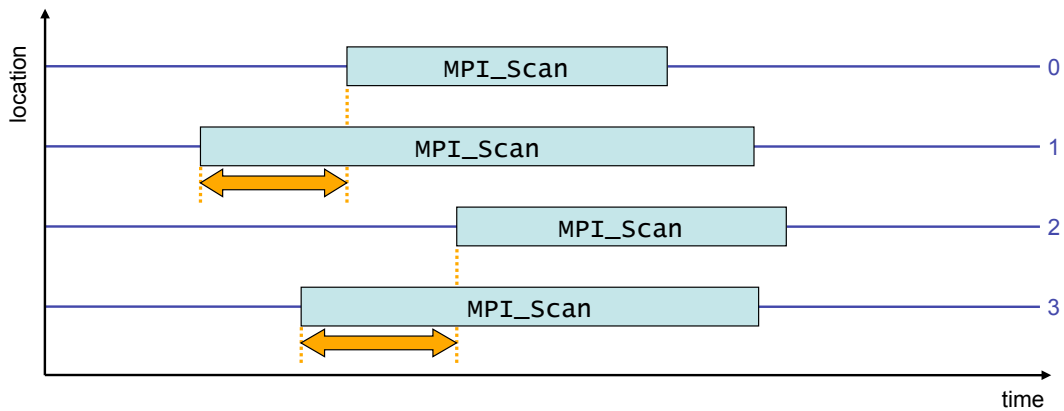 location
MPI_Scan 0
MPI_Scan 1
MPI_Scan 2
MPI_Scan 3
time